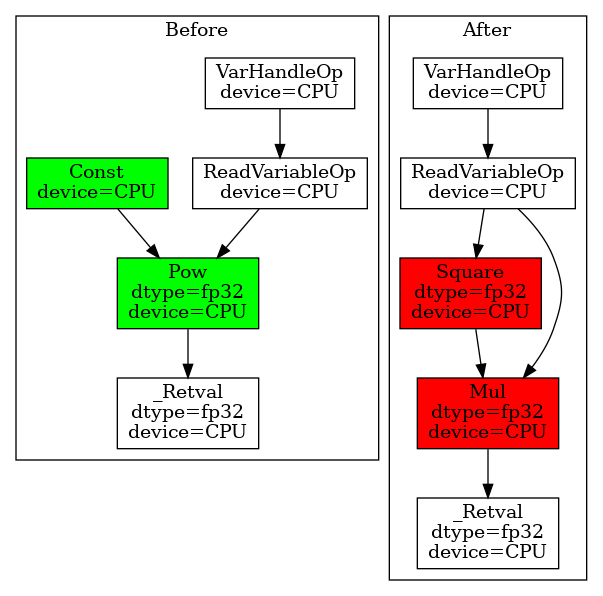 Before
VarHandleOp
device=CPU
Const
device=CPU
ReadVariableOp
device=CPU
Pow
dtype=fp32
device=CPU
_Retval
dtype=fp32
device=CPU
After
VarHandleOp
device=CPU
ReadVariableOp
device=CPU
Square
dtype=fp32
device=CPU
Mul
dtype=fp32
device=CPU
_Retval
dtype=fp32
device=CPU